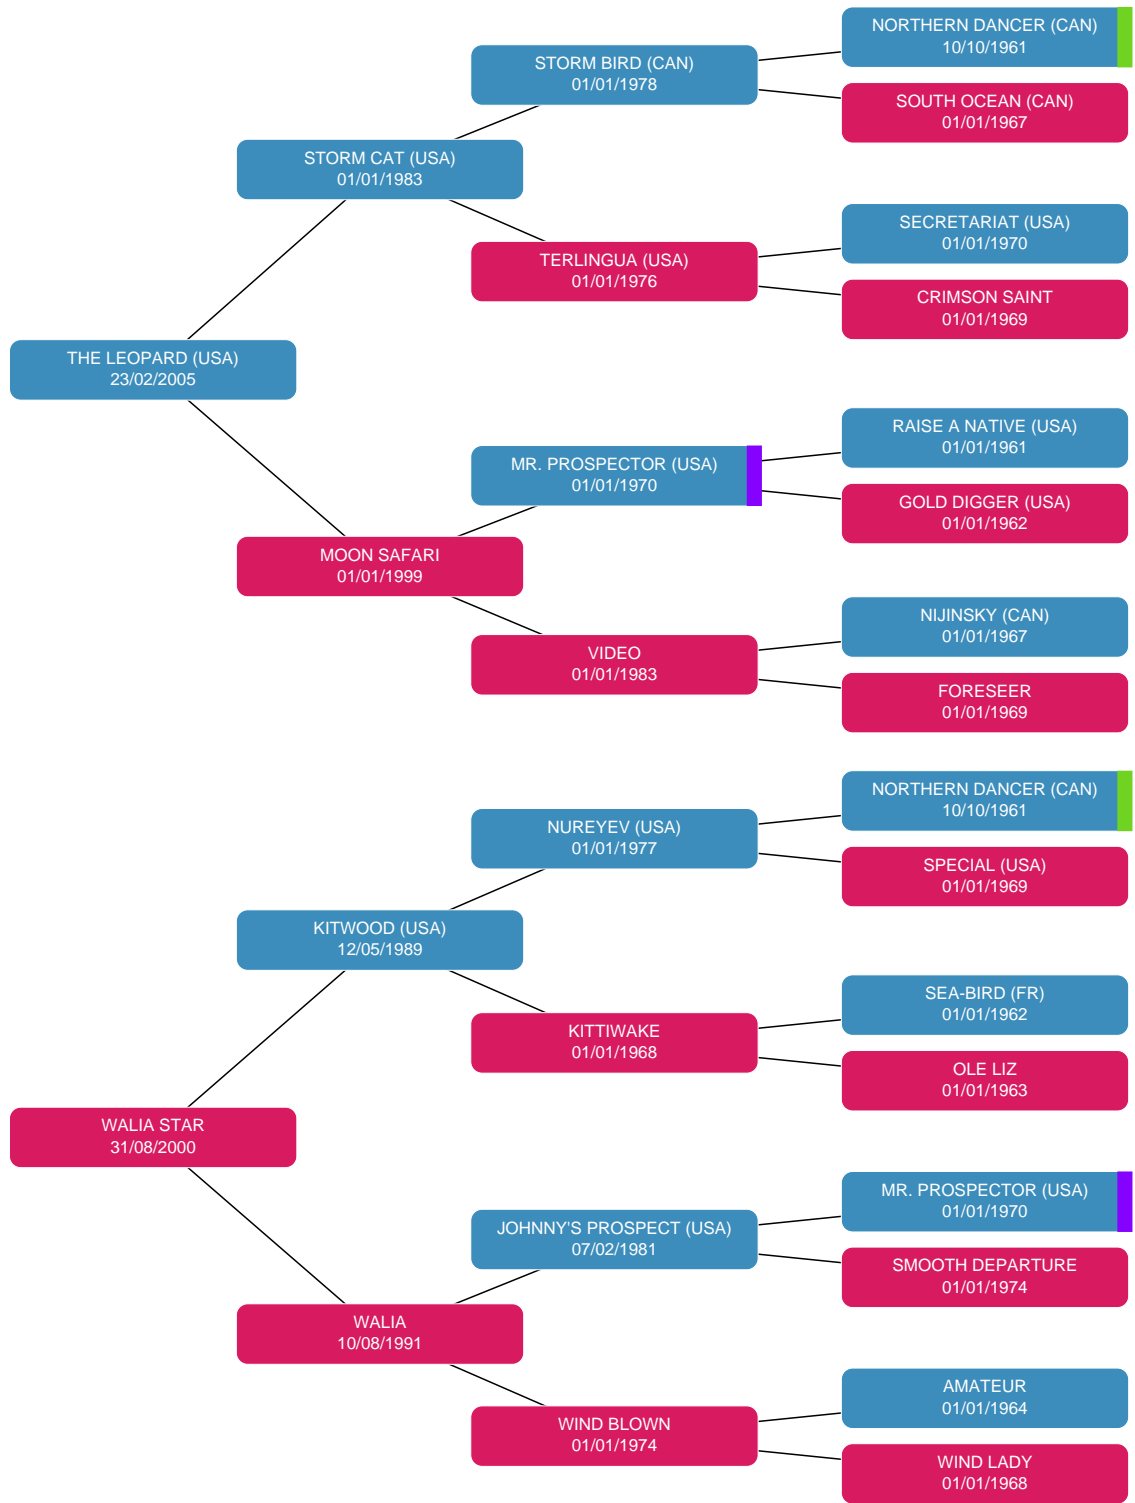 NORTHERN DANCER (CAN)
10/10/1961
STORM BIRD (CAN)
01/01/1978
SOUTH OCEAN (CAN)
01/01/1967
STORM CAT (USA)
01/01/1983
SECRETARIAT (USA)
01/01/1970
TERLINGUA (USA)
01/01/1976
CRIMSON SAINT
01/01/1969
THE LEOPARD (USA)
23/02/2005
RAISE A NATIVE (USA)
01/01/1961
MR. PROSPECTOR (USA)
01/01/1970
GOLD DIGGER (USA)
01/01/1962
MOON SAFARI
01/01/1999
NIJINSKY (CAN)
01/01/1967
VIDEO
01/01/1983
FORESEER
01/01/1969
NORTHERN DANCER (CAN)
10/10/1961
NUREYEV (USA)
01/01/1977
SPECIAL (USA)
01/01/1969
KITWOOD (USA)
12/05/1989
SEA-BIRD (FR)
01/01/1962
KITTIWAKE
01/01/1968
OLE LIZ
01/01/1963
WALIA STAR
31/08/2000
MR. PROSPECTOR (USA)
01/01/1970
JOHNNY'S PROSPECT (USA)
07/02/1981
SMOOTH DEPARTURE
01/01/1974
WALIA
10/08/1991
AMATEUR
01/01/1964
WIND BLOWN
01/01/1974
WIND LADY
01/01/1968